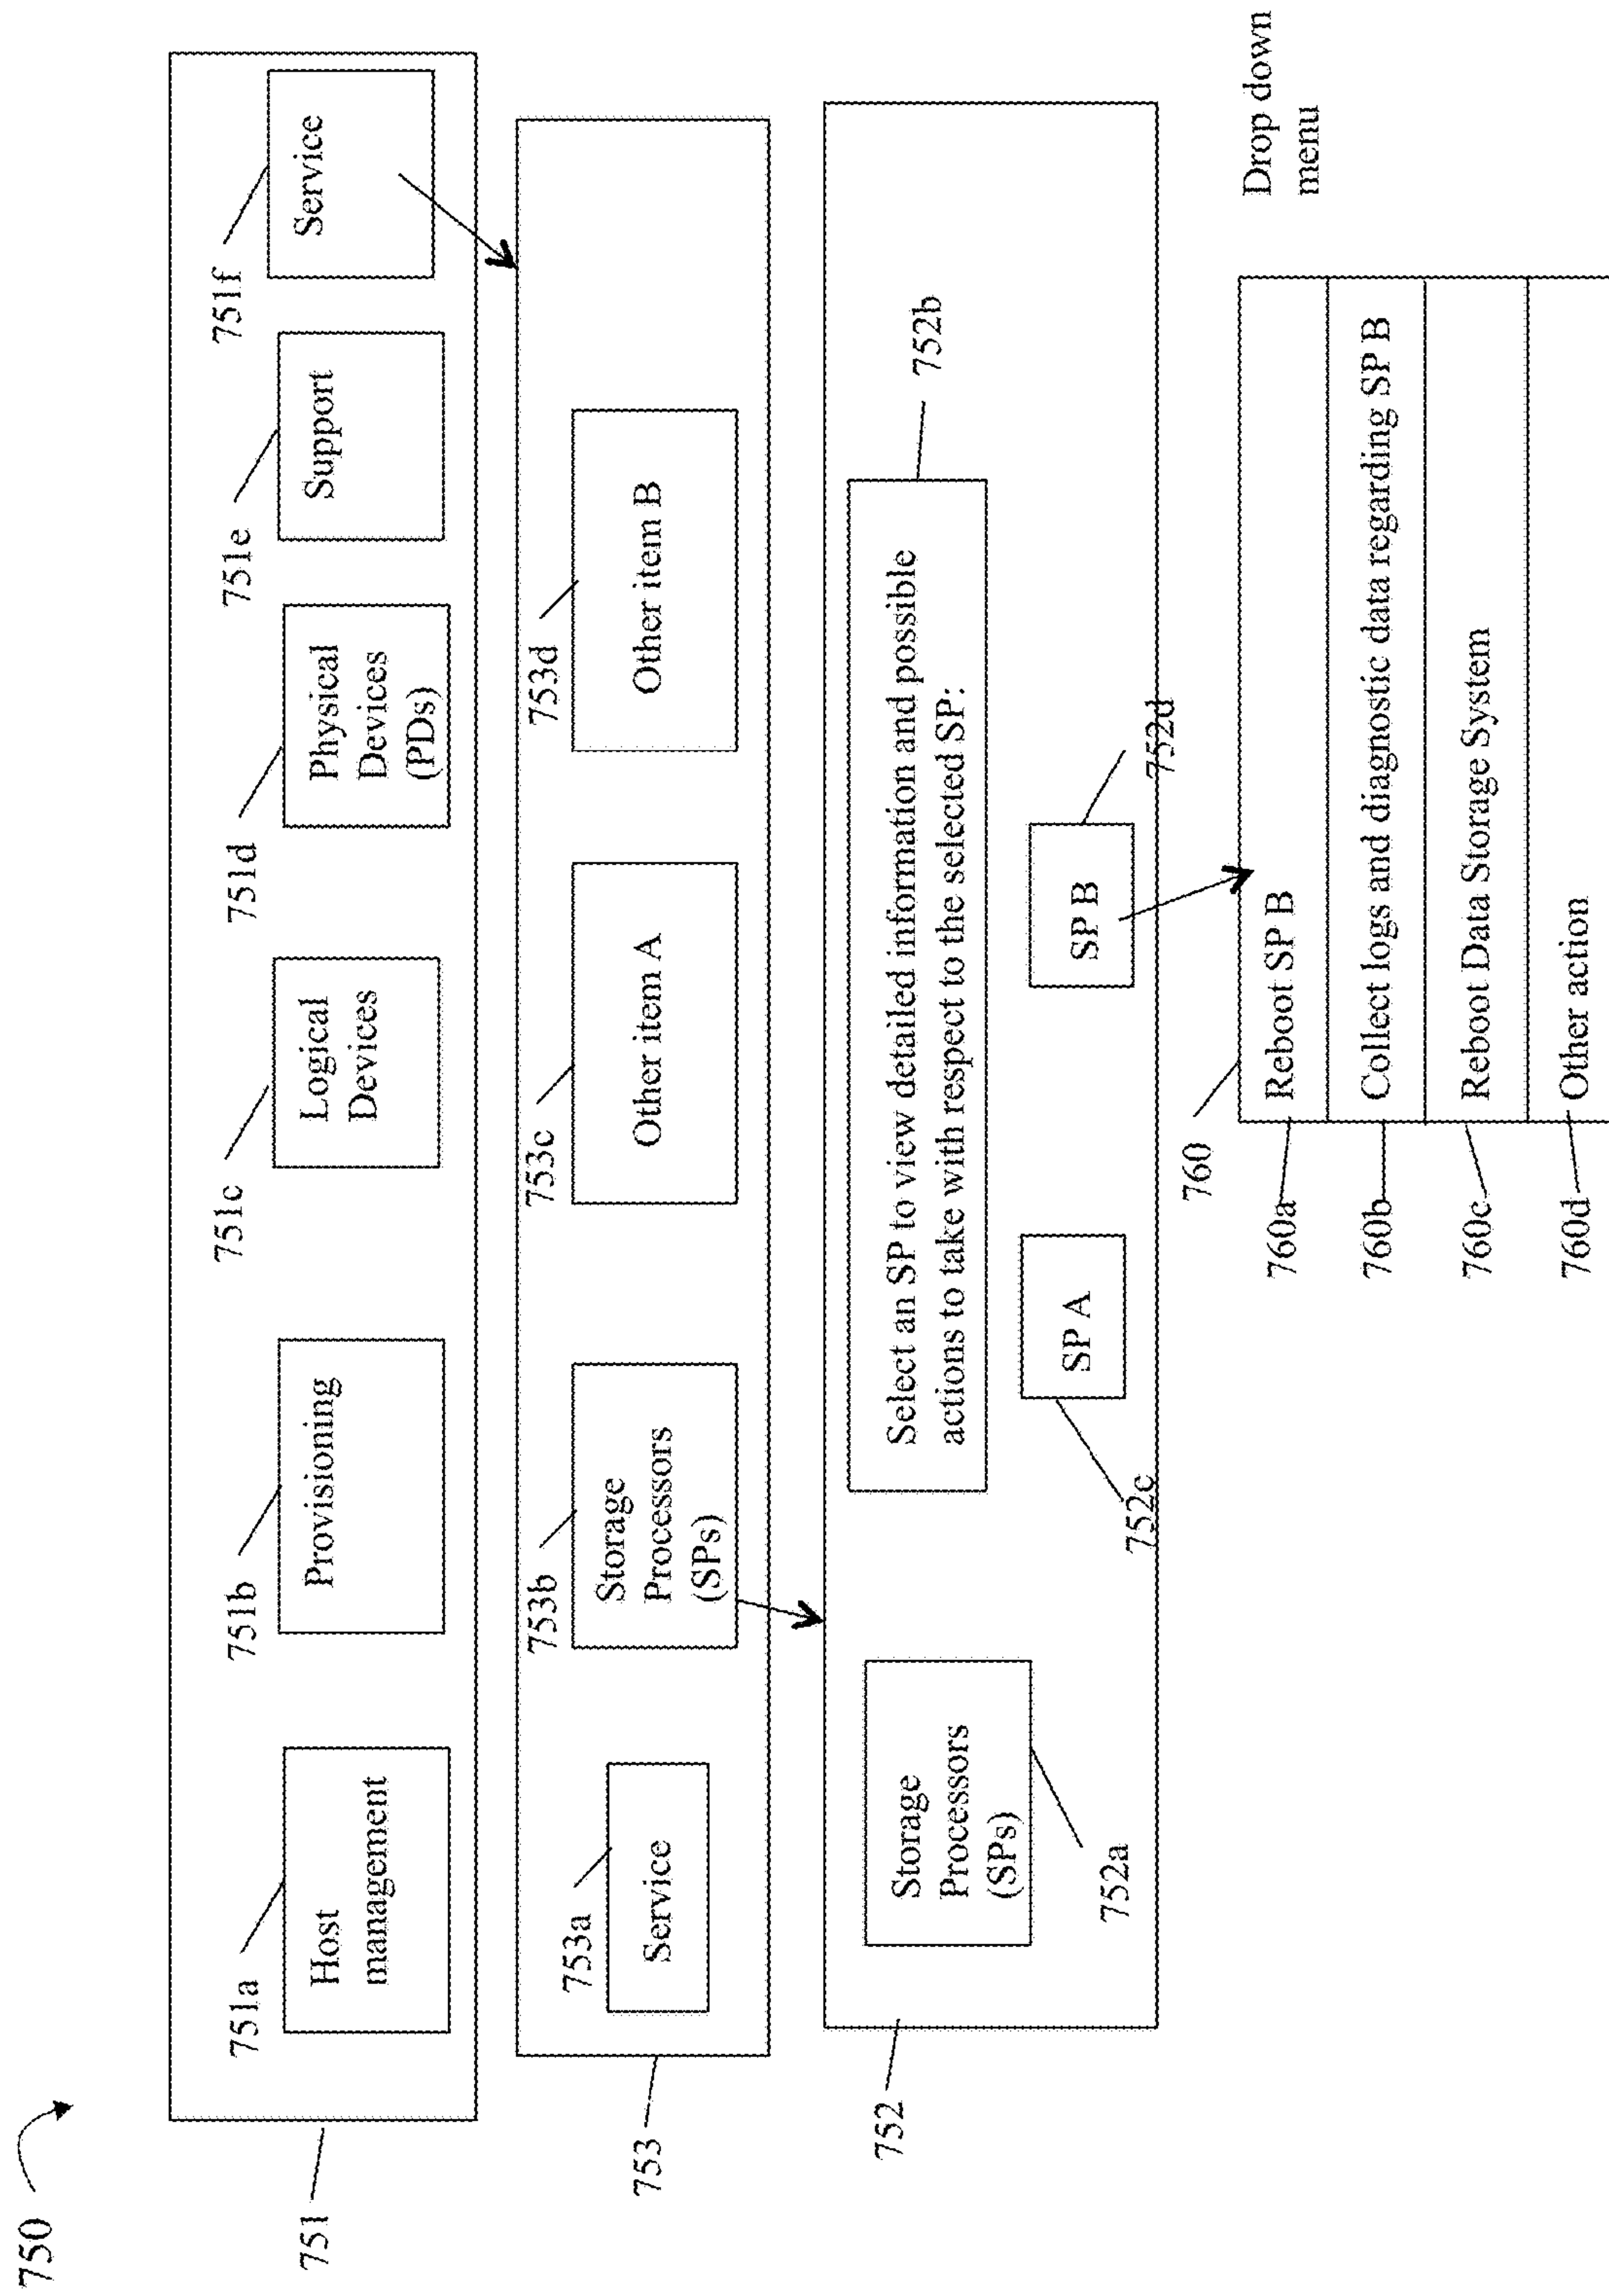 750
751
751a
Host
management
751b
Provisioning
751c
Logical
Devices
751d
Physical
Devices
(PDs)
751e
Support
751f
Service
753
753a
Service
753b
Storage
Processors
(SPs)
753c
Other item A
753d
Other item B
752
Storage
Processors
(SPs)
752a
Select an SP to view detailed information and possible
actions to take with respect to the selected SP:
752b
SP A
752c
SP B
752d
760
Drop down
menu
760a
Reboot SP B
760b
Collect logs and diagnostic data regarding SP B
760c
Reboot Data Storage System
760d
Other action